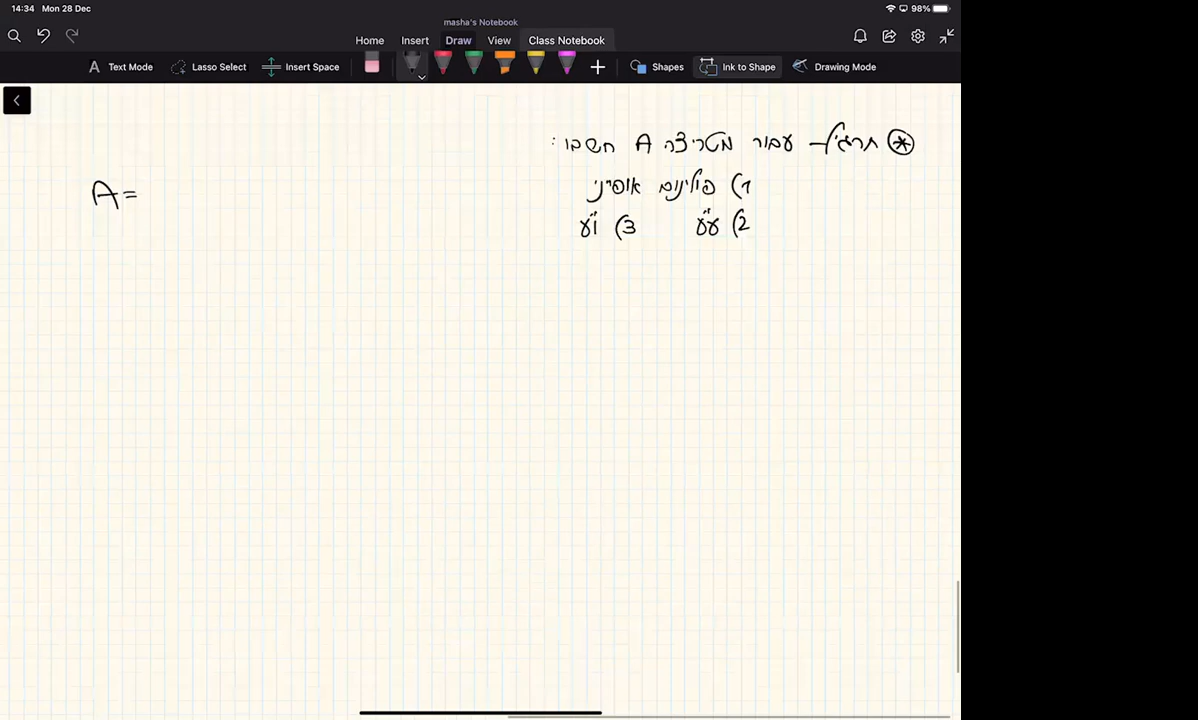 14:34 Mon 28 Dec 98%
masha's Notebook
Home Insert Draw View Class Notebook
Text Mode Lasso Select Insert Space Shapes Ink to Shape Drawing Mode
תרגיל - עבור מטריצה A חשבו:
1) פולינום אופיני
2) ע"ע 3) ו"ע
A=